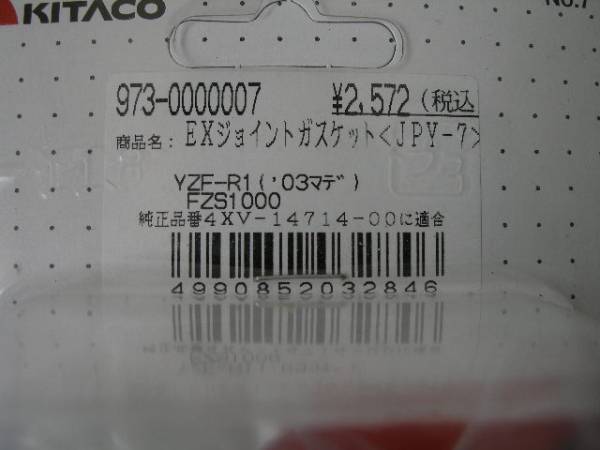 KITACO
No.7
973-0000007 ¥2,572 (税込
商品名: EXジョイントガスケット<JPY-7>
YZF-R1('03マデ)
FZS1000
純正品番4XV-14714-00に適合
4990852032846